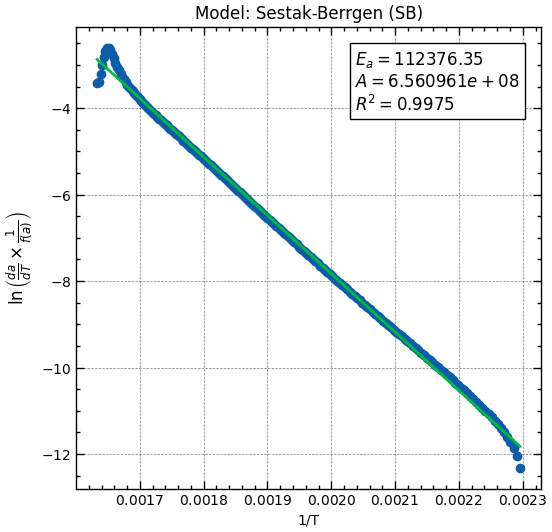 Model: Sestak-Berrgen (SB)
E_a = 112376.35
A = 6.560961e + 08
R^2 = 0.9975
−4
−6
−8
−10
−12
ln(da/dT × 1/f(a))
0.0017 0.0018 0.0019 0.0020 0.0021 0.0022 0.0023
1/T